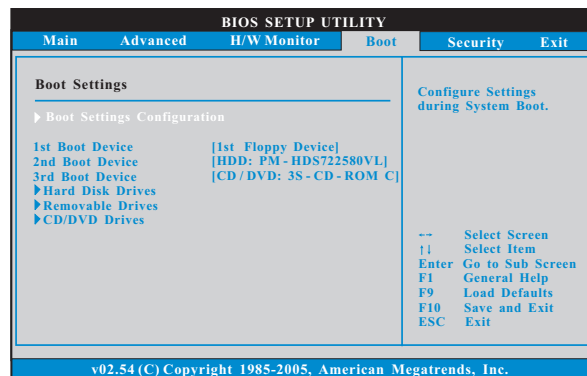 BIOS SETUP UTILITY
Main Advanced H/W Monitor Boot Security Exit
Boot Settings
Boot Settings Configuration
1st Boot Device [1st Floppy Device]
2nd Boot Device [HDD: PM - HDS722580VL]
3rd Boot Device [CD / DVD: 3S - CD - ROM C]
Hard Disk Drives
Removable Drives
CD/DVD Drives
Configure Settings
during System Boot.
←→ Select Screen
↑↓ Select Item
Enter Go to Sub Screen
F1 General Help
F9 Load Defaults
F10 Save and Exit
ESC Exit
v02.54 (C) Copyright 1985-2005, American Megatrends, Inc.